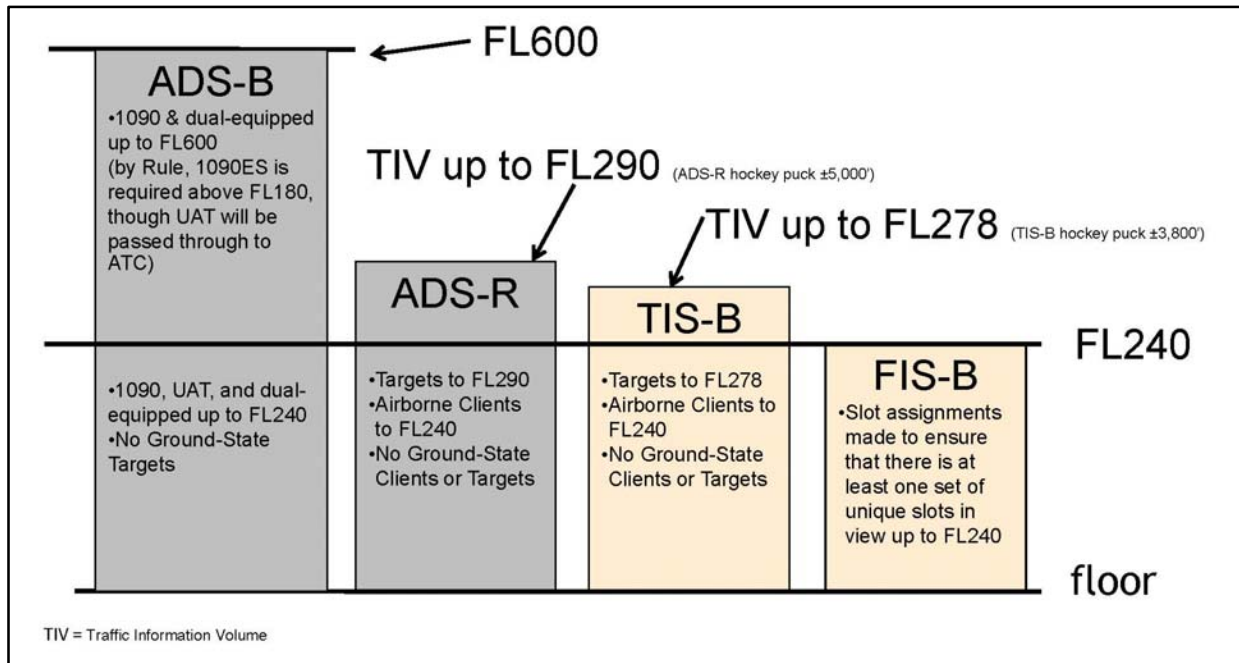 FL600
ADS-B
•1090 & dual-equipped
up to FL600
(by Rule, 1090ES is
required above FL180,
though UAT will be
passed through to
ATC)
•1090, UAT, and dual-
equipped up to FL240
•No Ground-State
Targets
TIV up to FL290 (ADS-R hockey puck ±5,000')
ADS-R
•Targets to FL290
•Airborne Clients
to FL240
•No Ground-State
Clients or Targets
TIV up to FL278 (TIS-B hockey puck ±3,800')
TIS-B
•Targets to FL278
•Airborne Clients to
FL240
•No Ground-State
Clients or Targets
FL240
FIS-B
•Slot assignments
made to ensure
that there is at
least one set of
unique slots in
view up to FL240
floor
TIV = Traffic Information Volume